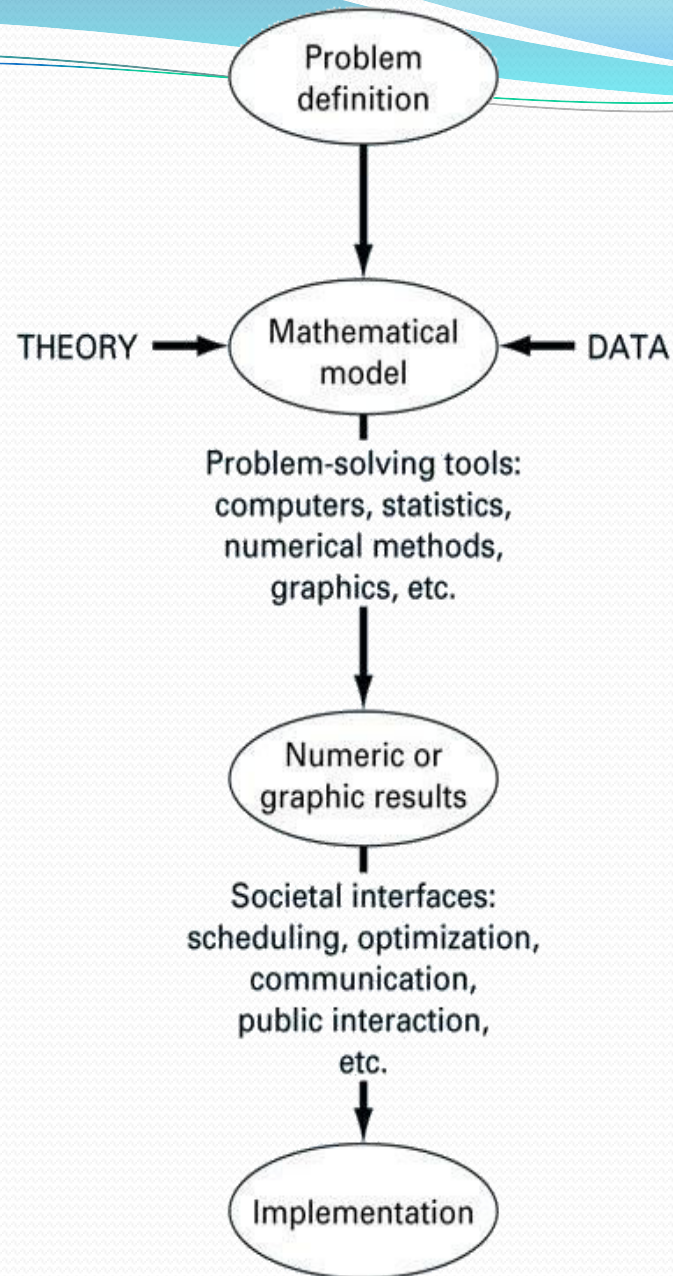 Problem
definition
THEORY
Mathematical
model
DATA
Problem-solving tools:
computers, statistics,
numerical methods,
graphics, etc.
Numeric or
graphic results
Societal interfaces:
scheduling, optimization,
communication,
public interaction,
etc.
Implementation